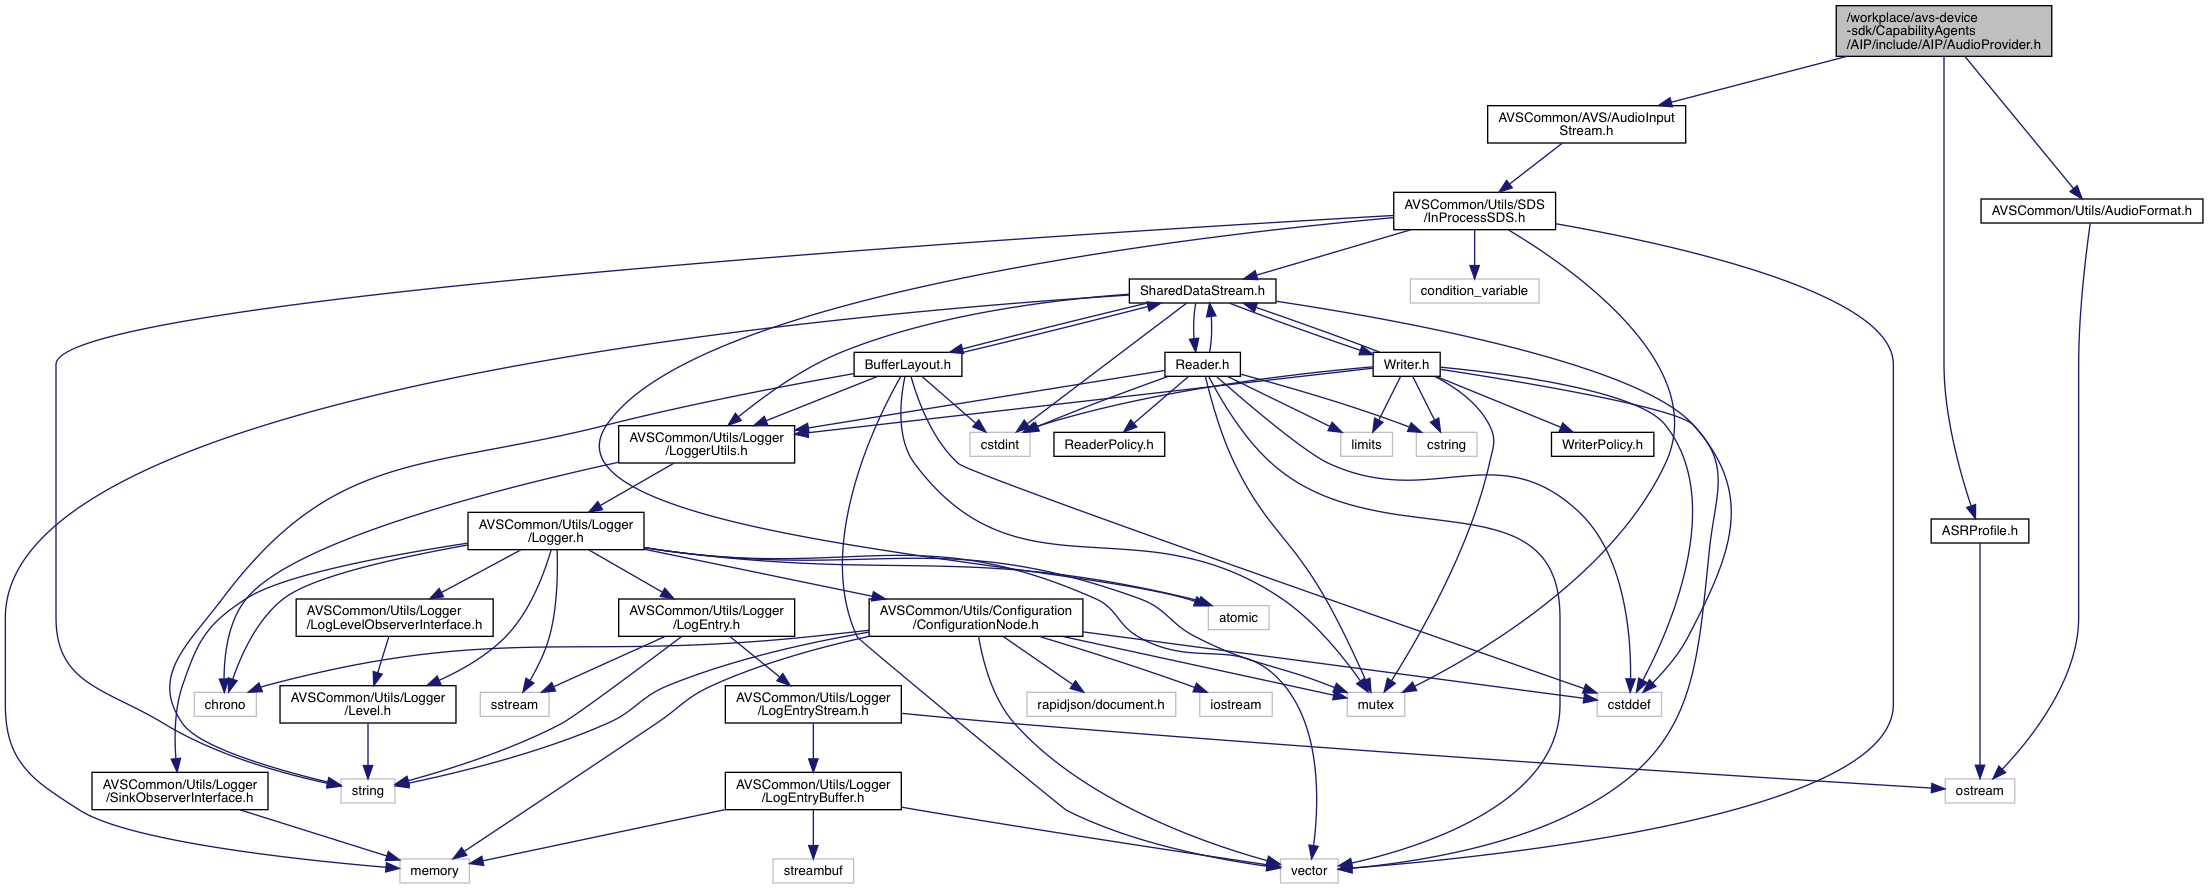 /workplace/avs-device
-sdk/CapabilityAgents
/AIP/include/AIP/AudioProvider.h
AVSCommon/AVS/AudioInput
Stream.h
AVSCommon/Utils/SDS
/InProcessSDS.h
AVSCommon/Utils/AudioFormat.h
SharedDataStream.h
condition_variable
BufferLayout.h
Reader.h
Writer.h
AVSCommon/Utils/Logger
/LoggerUtils.h
cstdint
ReaderPolicy.h
limits
cstring
WriterPolicy.h
AVSCommon/Utils/Logger
/Logger.h
ASRProfile.h
AVSCommon/Utils/Logger
/LogLevelObserverInterface.h
AVSCommon/Utils/Logger
/LogEntry.h
AVSCommon/Utils/Configuration
/ConfigurationNode.h
atomic
chrono
AVSCommon/Utils/Logger
/Level.h
sstream
AVSCommon/Utils/Logger
/LogEntryStream.h
rapidjson/document.h
iostream
mutex
cstddef
AVSCommon/Utils/Logger
/SinkObserverInterface.h
string
AVSCommon/Utils/Logger
/LogEntryBuffer.h
ostream
memory
streambuf
vector